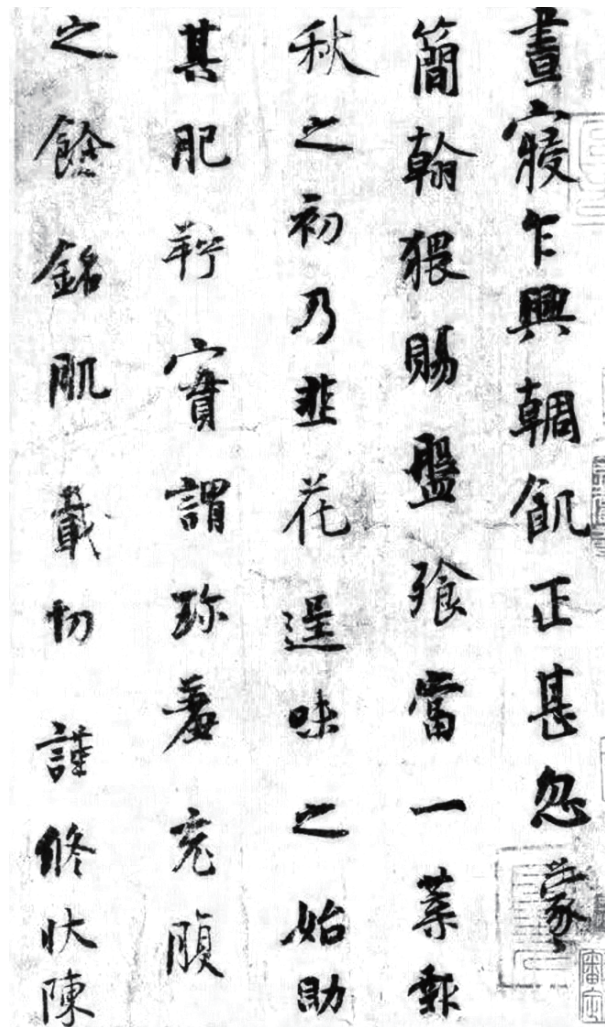 晝寢乍興輖飢正甚忽蒙
簡翰猥賜盤飧當一葉報
秋之初乃韭花逞味之始助
其肥羜實謂珍羞充腹
之餘銘肌載切謹修狀陳